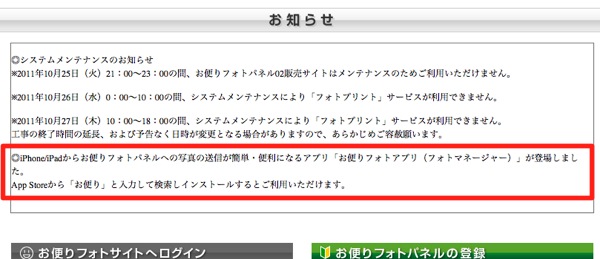 お知らせ
◎システムメンテナンスのお知らせ
※2011年10月25日（火）21：00～23：00の間、お便りフォトパネル02販売サイトはメンテナンスのためご利用いただけません。
※2011年10月26日（水）0：00～10：00の間、システムメンテナンスにより「フォトプリント」サービスが利用できません。
※2011年10月27日（木）10：00～18：00の間、システムメンテナンスにより「フォトプリント」サービスが利用できません。
工事の終了時間の延長、および予告なく日時が変更となる場合がありますので、あらかじめご容赦願います。
◎iPhone/iPadからお便りフォトパネルへの写真の送信が簡単・便利になるアプリ「お便りフォトアプリ（フォトマネージャー）」が登場しまし
た。
App Storeから「お便り」と入力して検索しインストールするとご利用いただけます。
お便りフォトサイトへログイン
お便りフォトパネルの登録